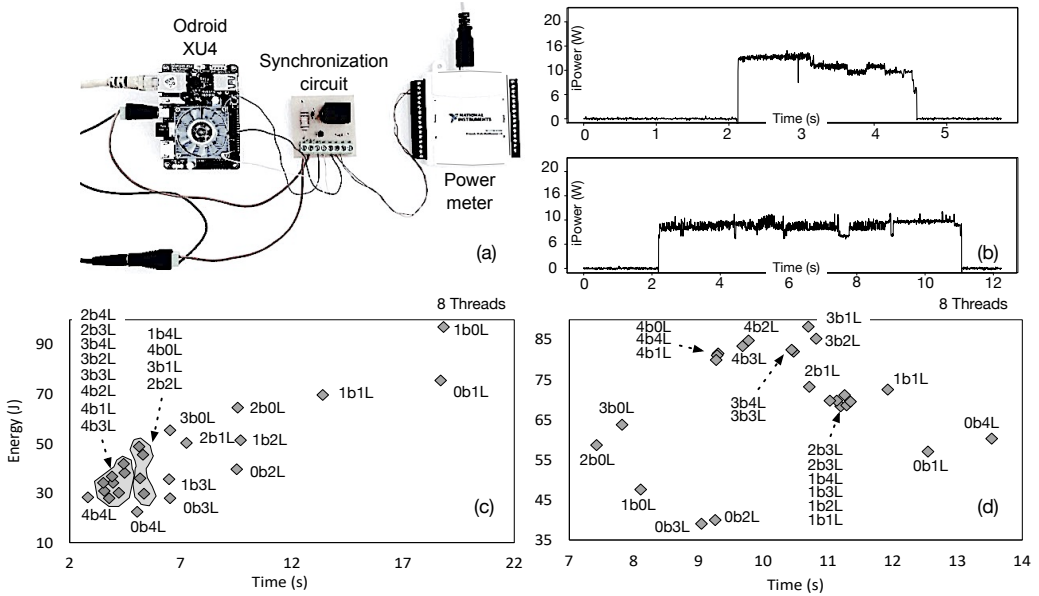 Odroid
XU4
Synchronization
circuit
NATIONAL
INSTRUMENTS
Power
meter
(a)
iPower (W)
20
16
10
6
0
0 1 2 3 4 5
Time (s)
iPower (W)
20
16
10
6
0
0 2 4 6 8 10 12
Time (s)
(b)
8 Threads
Energy (J)
90
70
50
30
10
2 7 12 17 22
Time (s)
2b4L
2b3L
3b4L
3b2L
3b3L
4b2L
4b1L
4b3L
1b4L
4b0L
3b1L
2b2L
1b0L
0b1L
1b1L
2b0L
3b0L
2b1L
1b2L
0b2L
1b3L
0b3L
4b4L
0b4L
(c)
8 Threads
85
75
65
55
45
35
7 8 9 10 11 12 13 14
Time (s)
4b0L
4b4L
4b1L
4b2L
4b3L
3b1L
3b2L
3b4L
3b3L
2b1L
1b1L
3b0L
2b0L
1b0L
0b3L
0b2L
2b3L
2b3L
1b4L
1b3L
1b2L
1b1L
0b4L
0b1L
(d)